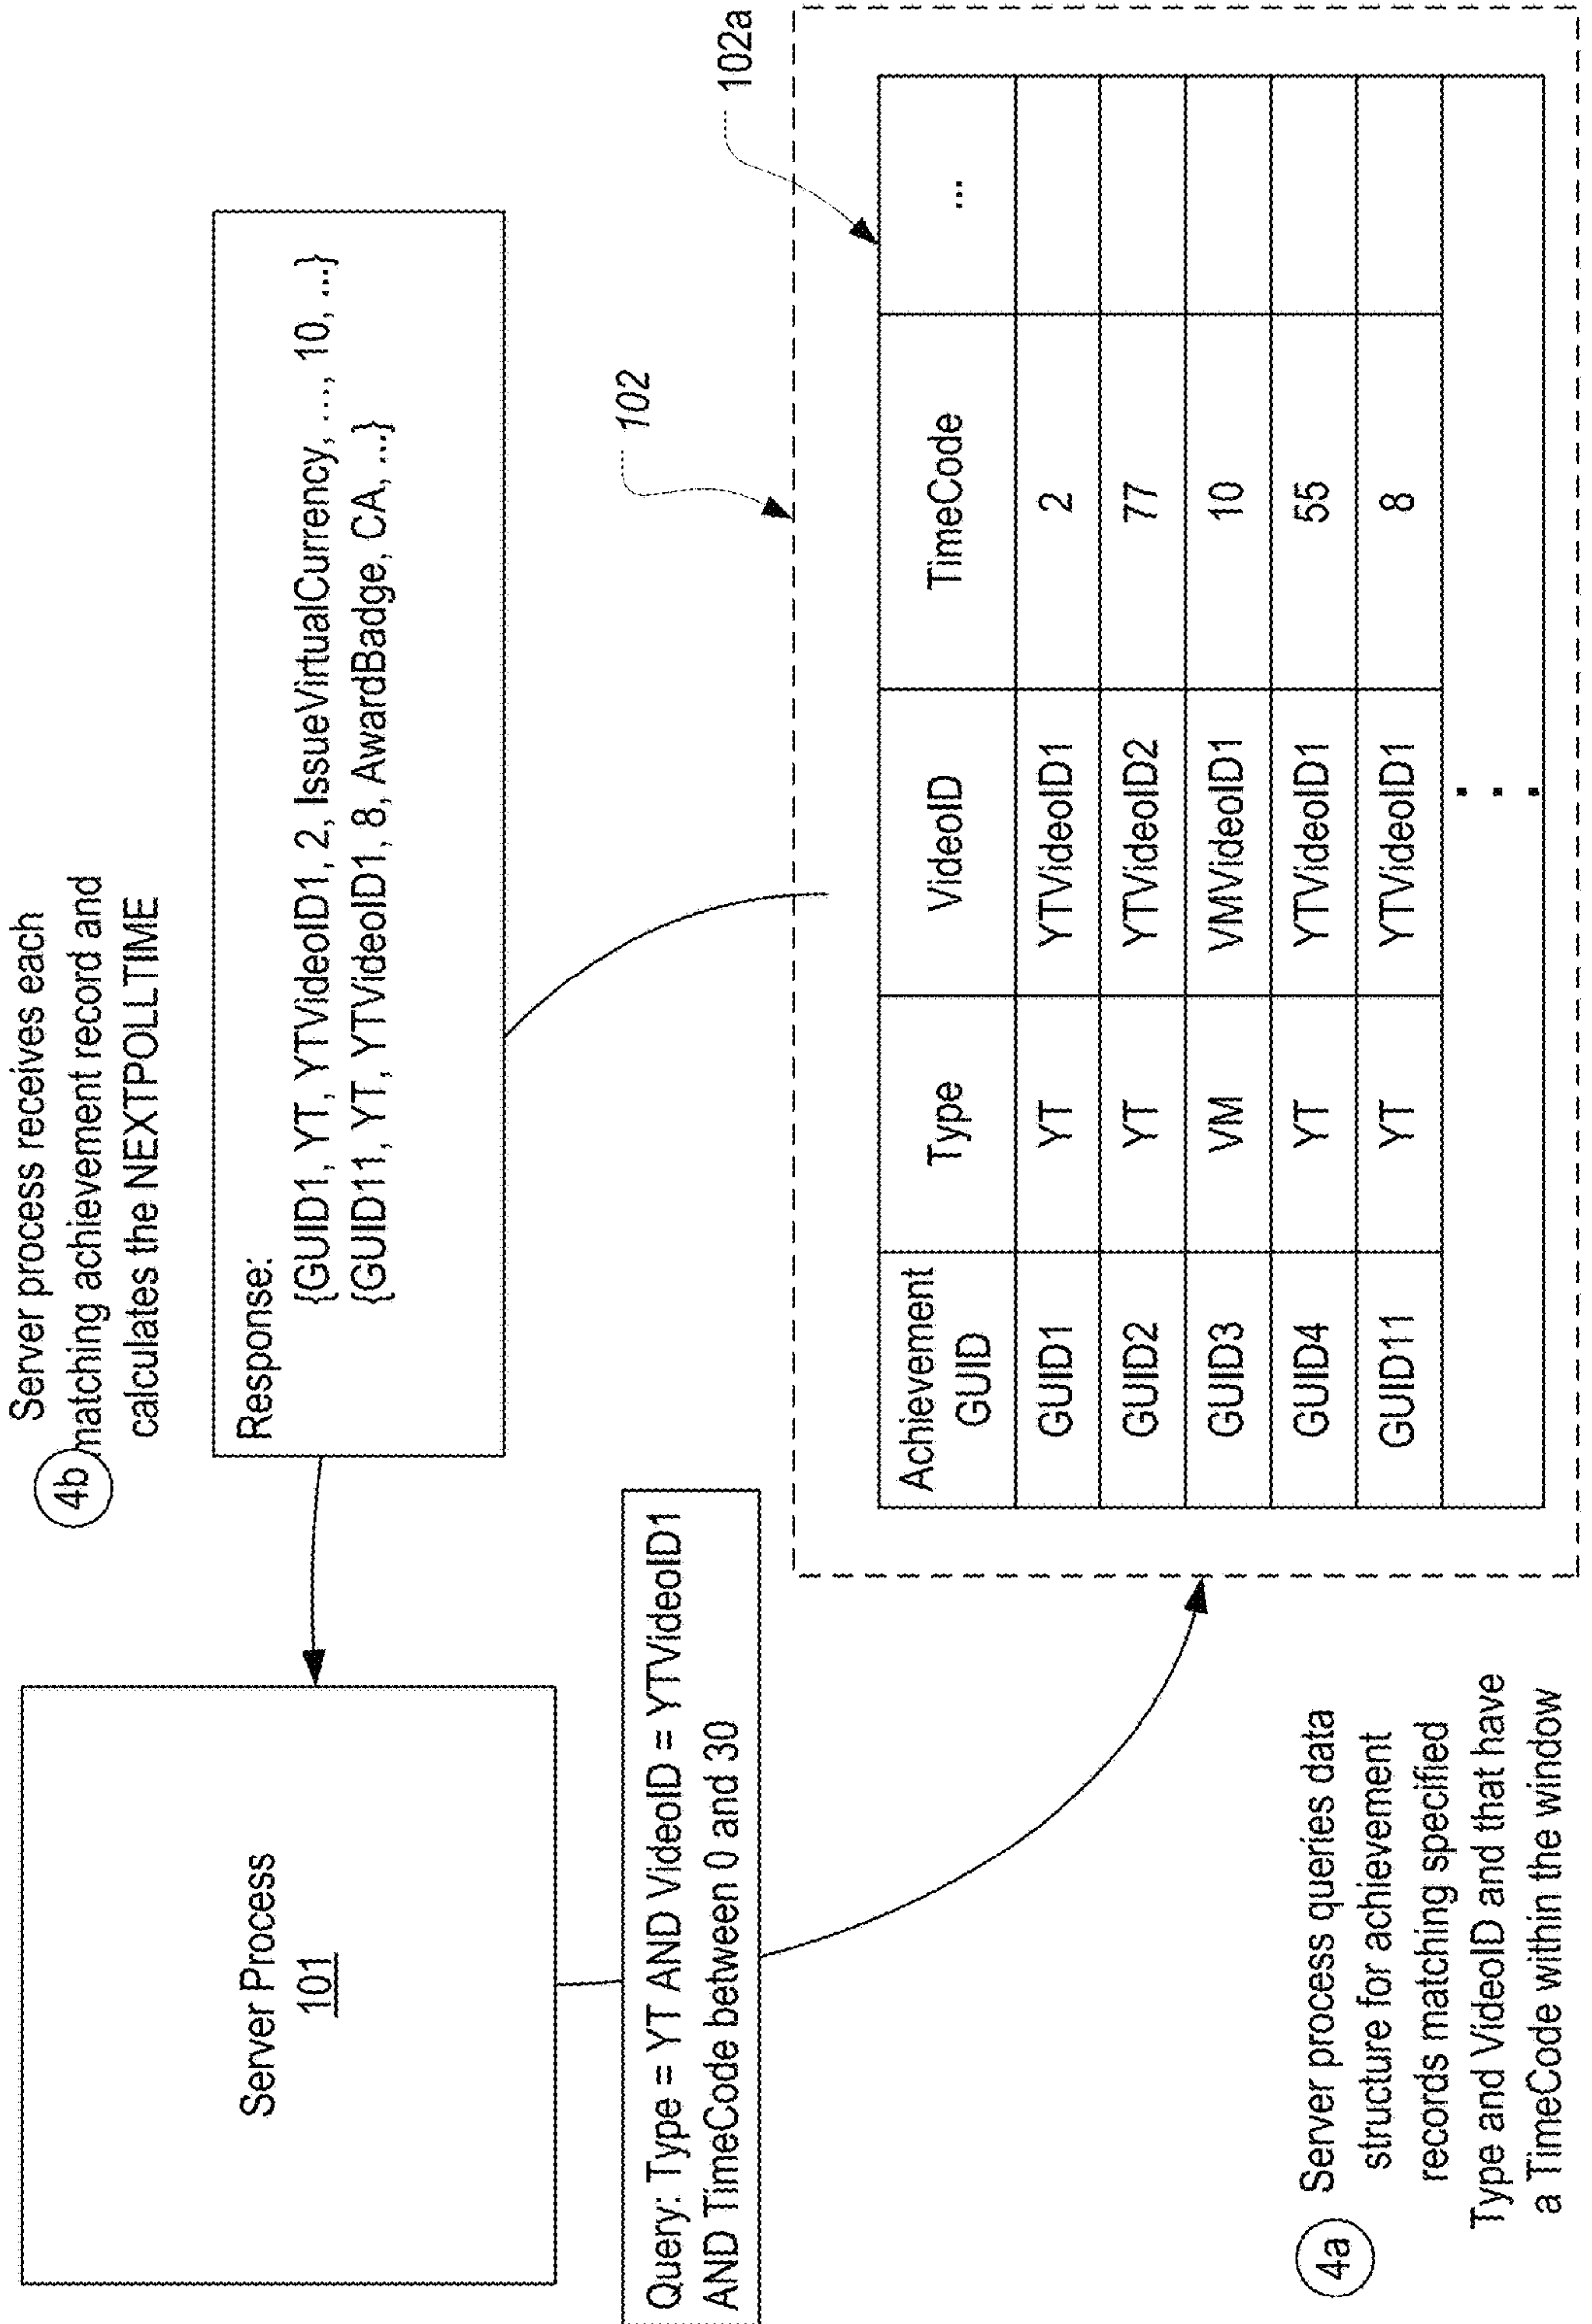 Server process receives each
4b matching achievement record and
calculates the NEXTPOLLTIME
Response:
{GUID1, YT, YTVideoID1, 2, IssueVirtualCurrency, ..., 10, ...}
{GUID11, YT, YTVideoID1, 8, AwardBadge, CA, ...}
Server Process
101
Query: Type = YT AND VideoID = YTVideoID1
AND TimeCode between 0 and 30
102
102a
Achievement GUID Type VideoID TimeCode ...
GUID1 YT YTVideoID1 2
GUID2 YT YTVideoID2 77
GUID3 VM VMVideoID1 10
GUID4 YT YTVideoID1 55
GUID11 YT YTVideoID1 8
4a Server process queries data
structure for achievement
records matching specified
Type and VideoID and that have
a TimeCode within the window